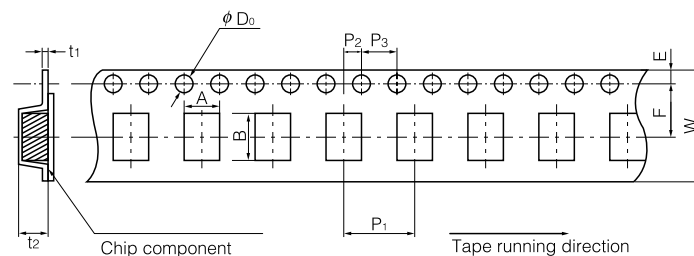 t1
ϕ D0
P2 P3
E
A
B
F
W
P1
t2
Chip component
Tape running direction